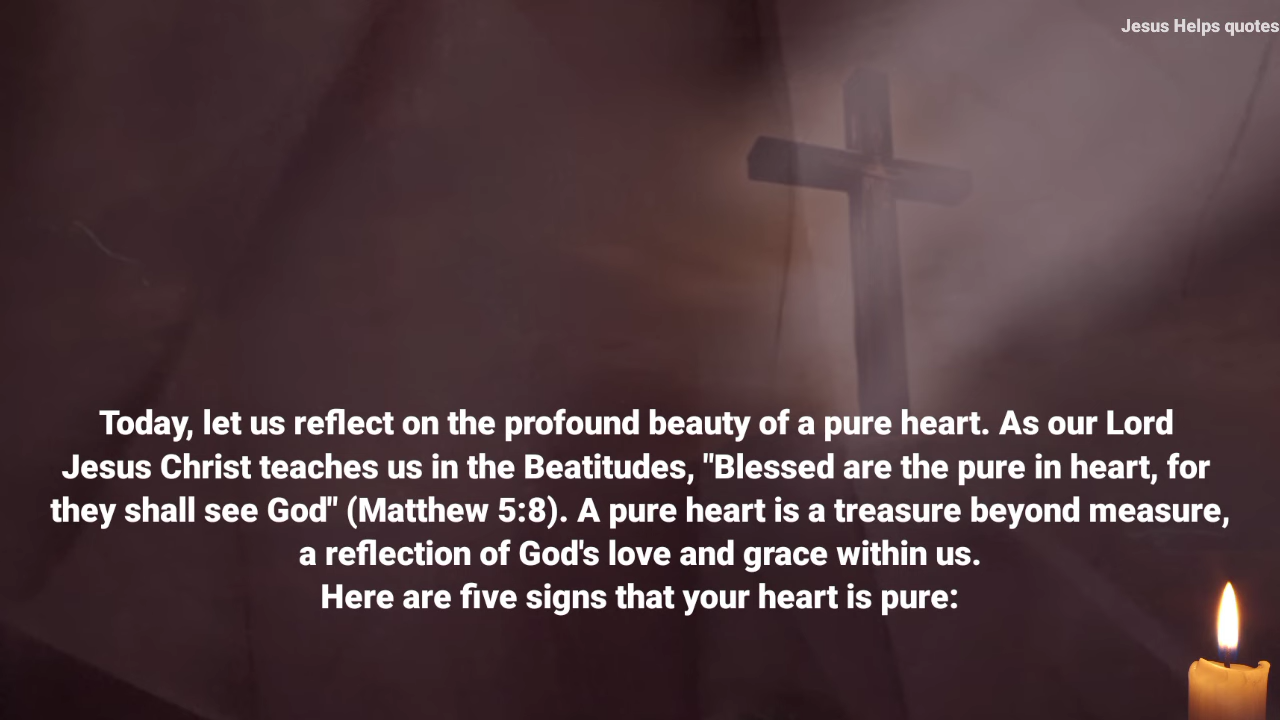 Jesus Helps quotes
Today, let us reflect on the profound beauty of a pure heart. As our Lord
Jesus Christ teaches us in the Beatitudes, "Blessed are the pure in heart, for
they shall see God" (Matthew 5:8). A pure heart is a treasure beyond measure,
a reflection of God's love and grace within us.
Here are five signs that your heart is pure: